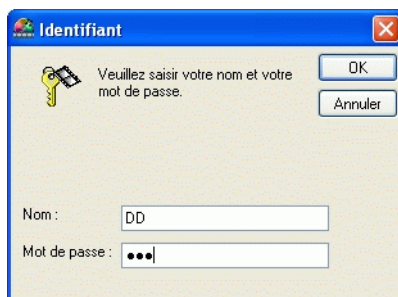 Identifiant
Veuillez saisir votre nom et votre
mot de passe.
OK
Annuler
Nom :
DD
Mot de passe :
●●●